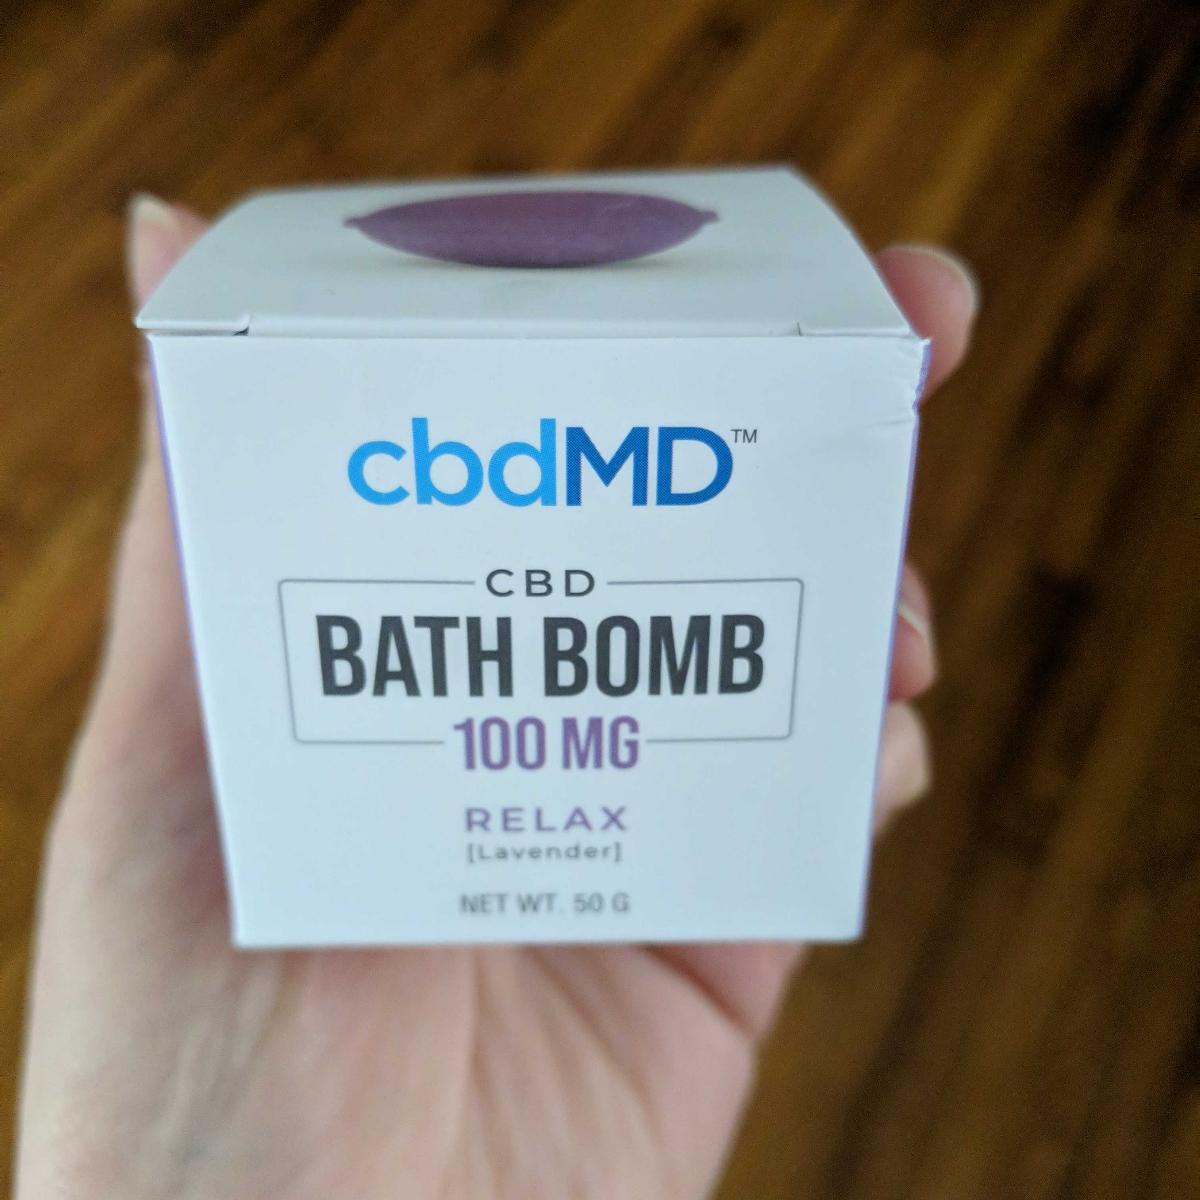 cbdMD™
CBD
BATH BOMB
100 MG
RELAX
[Lavender]
NET WT. 50 G